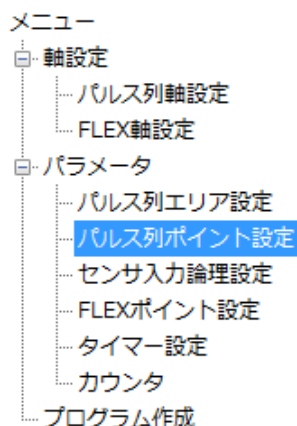 メニュー
軸設定
パルス列軸設定
FLEX軸設定
パラメータ
パルス列エリア設定
パルス列ポイント設定
センサ入力論理設定
FLEXポイント設定
タイマー設定
カウンタ
プログラム作成